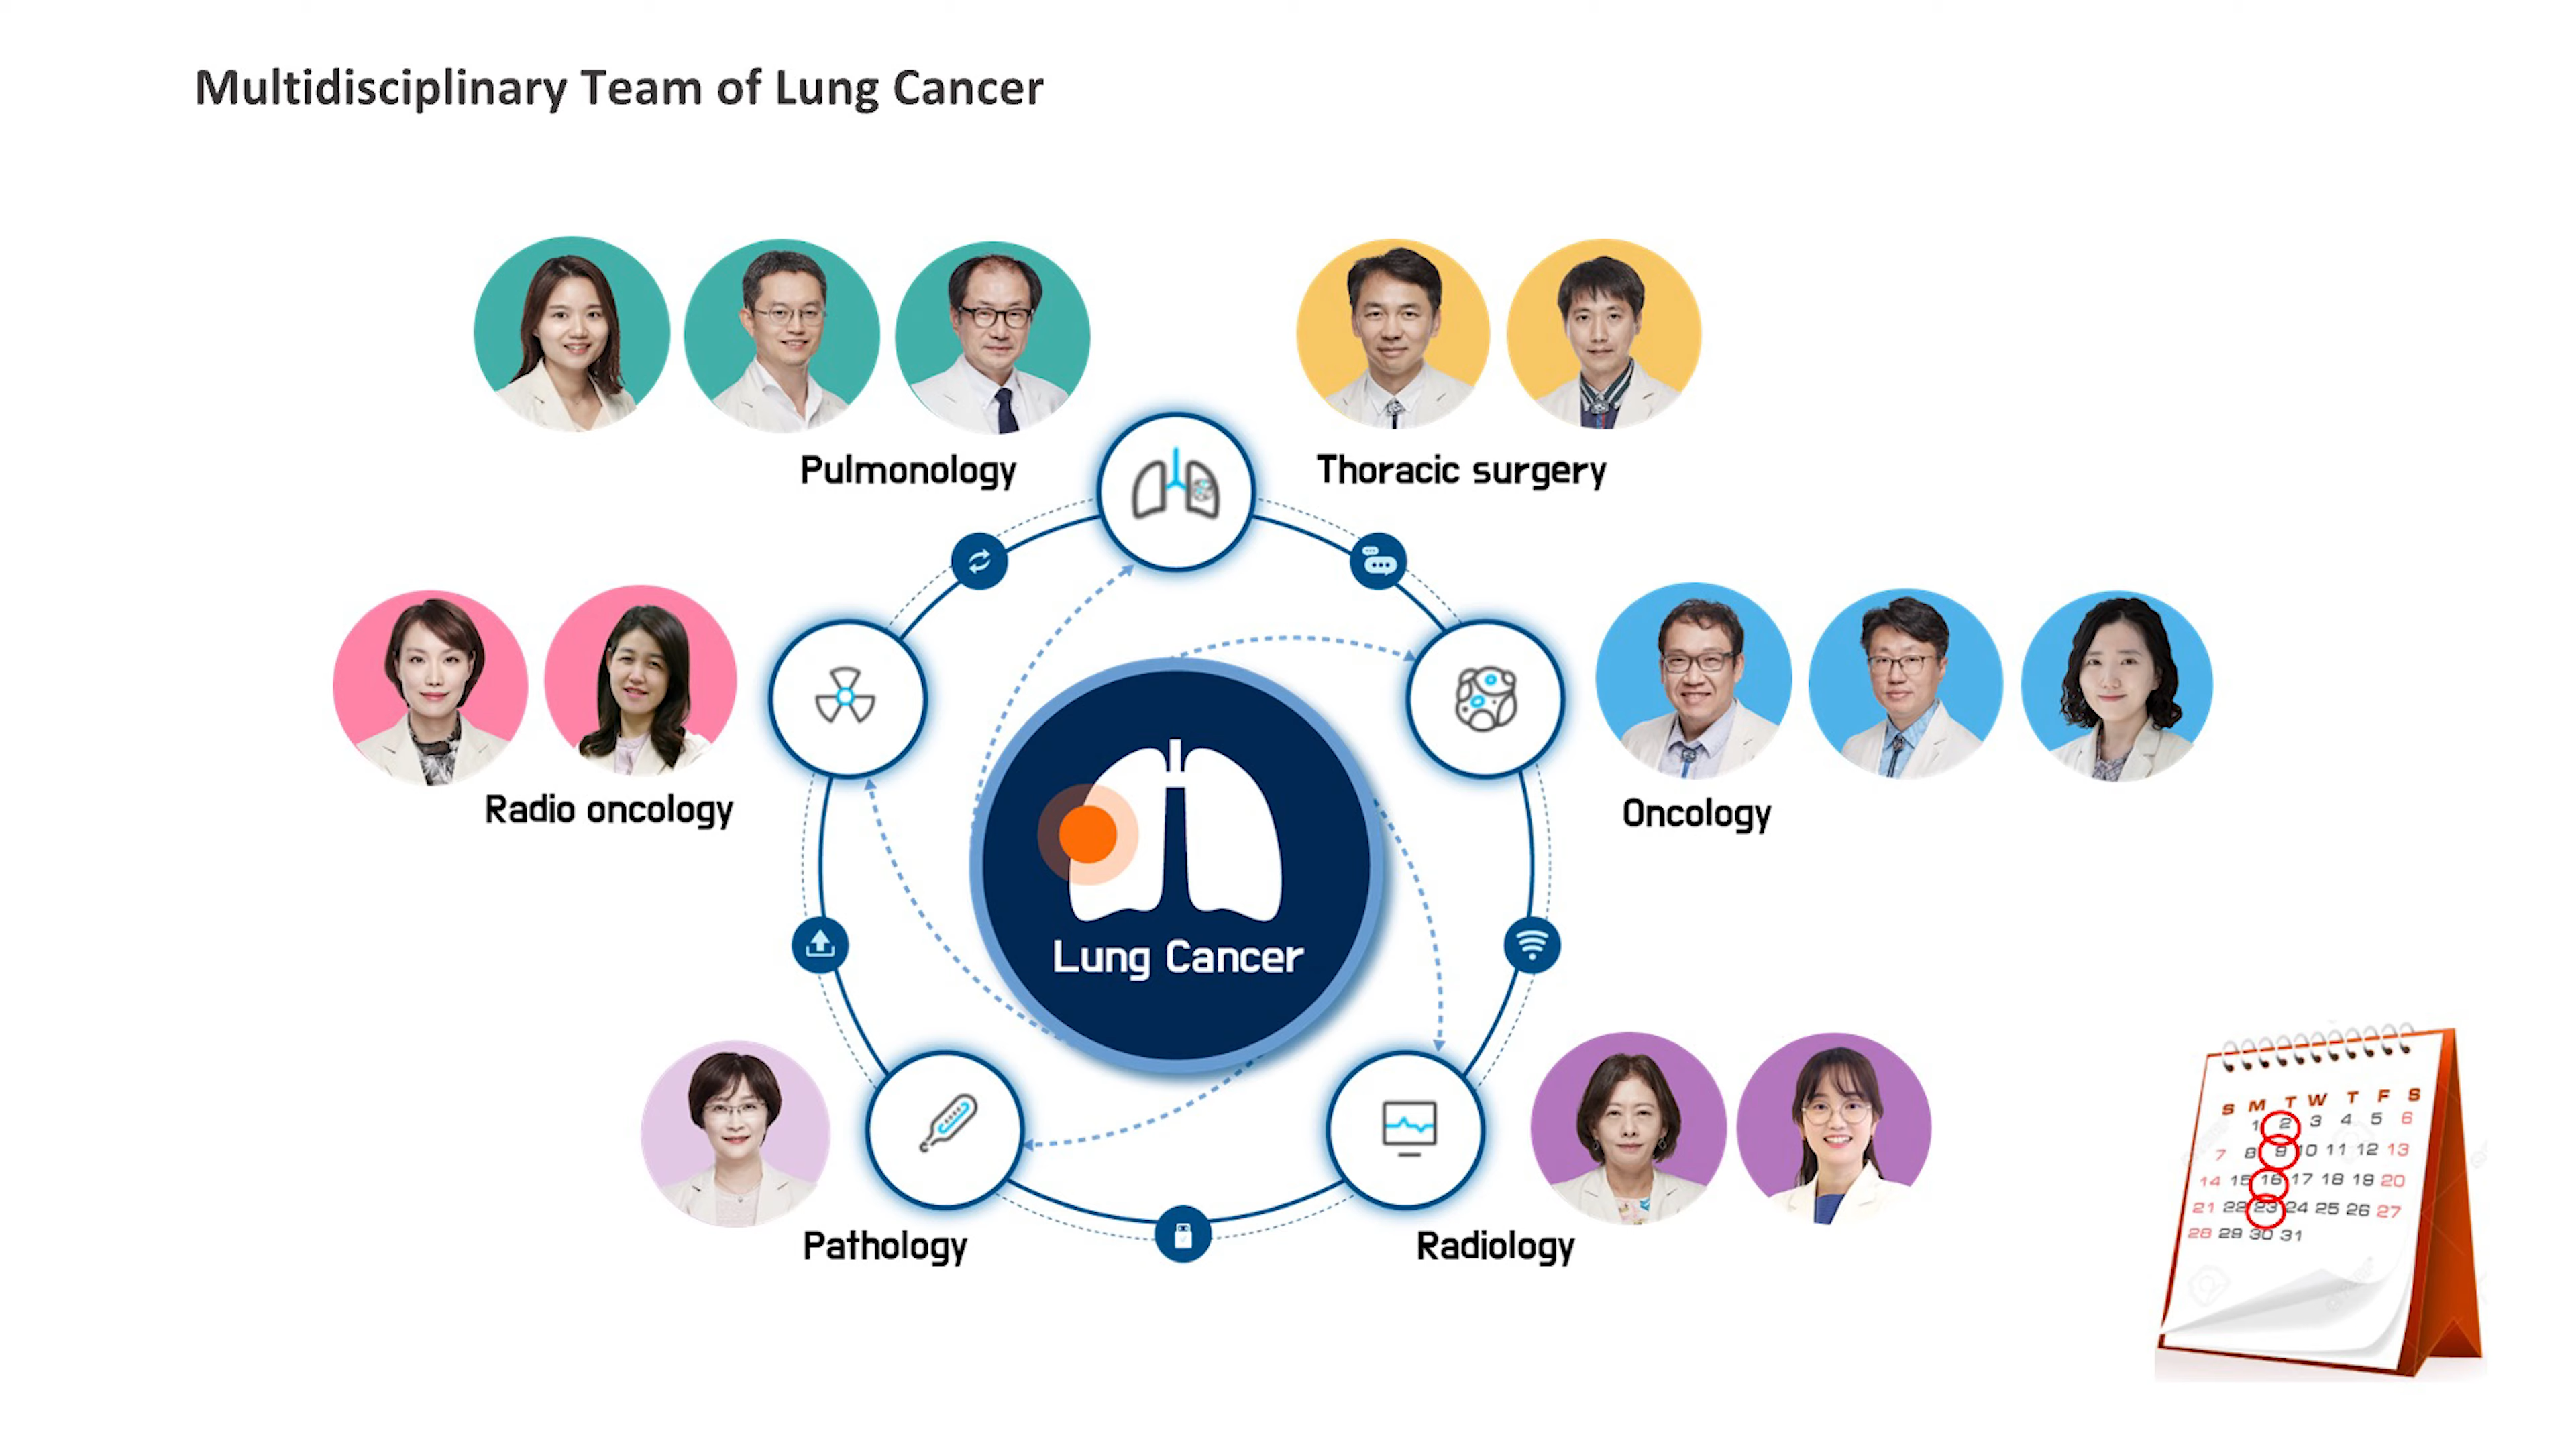 Multidisciplinary Team of Lung Cancer
Pulmonology
Thoracic surgery
Radio oncology
Oncology
Lung Cancer
Pathology
Radiology
S M T W T F S
1 2 3 4 5 6
7 8 9 10 11 12 13
14 15 16 17 18 19 20
21 22 23 24 25 26 27
28 29 30 31